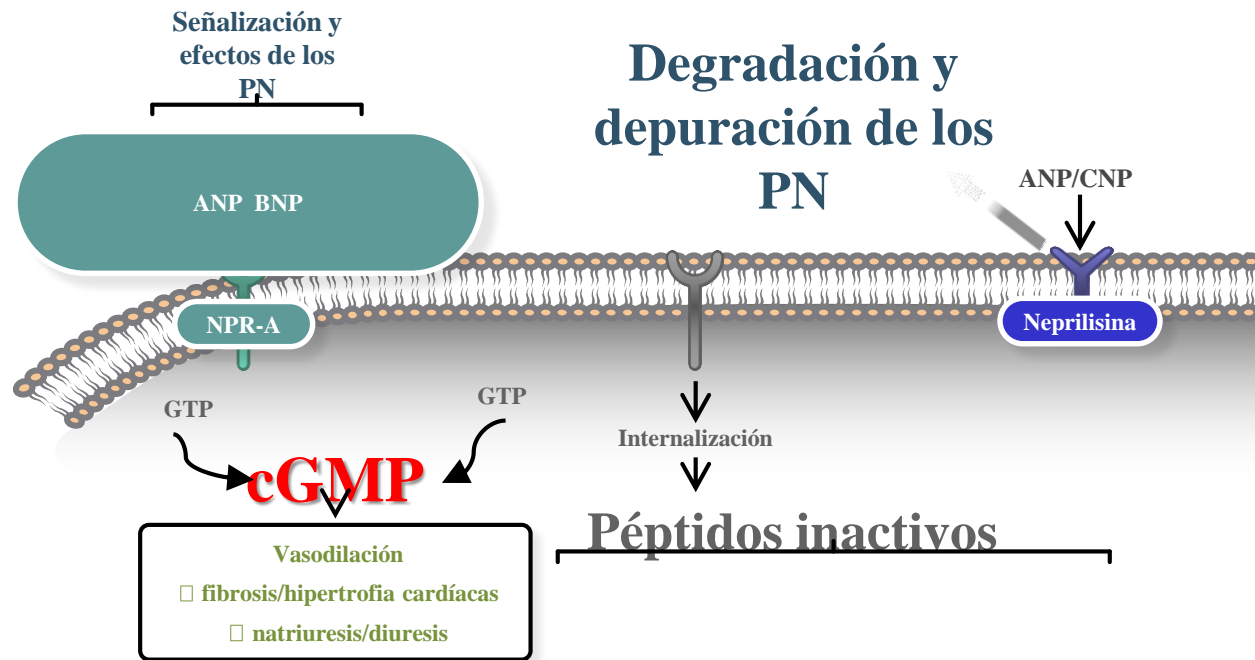 Señalización y
efectos de los
PN
Degradación y
depuración de los
PN
ANP BNP
ANP/CNP
NPR-A
Neprilisina
GTP
GTP
Internalización
cGMP
Péptidos inactivos
Vasodilación
□ fibrosis/hipertrofia cardíacas
□ natriuresis/diuresis